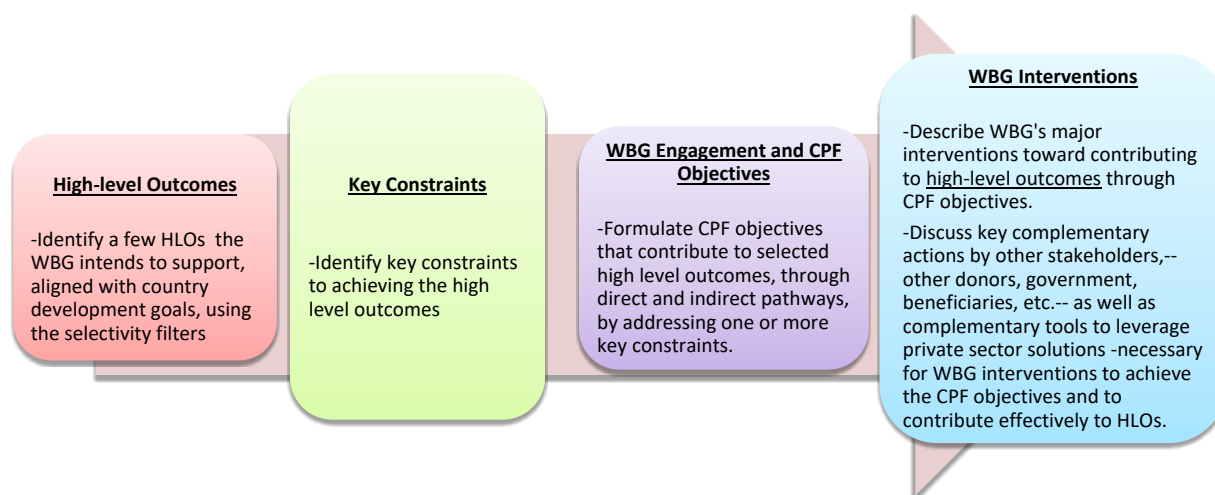 High-level Outcomes
-Identify a few HLOs the
WBG intends to support,
aligned with country
development goals, using
the selectivity filters
Key Constraints
-Identify key constraints
to achieving the high
level outcomes
WBG Engagement and CPF
Objectives
-Formulate CPF objectives
that contribute to selected
high level outcomes, through
direct and indirect pathways,
by addressing one or more
key constraints.
WBG Interventions
-Describe WBG's major
interventions toward contributing
to high-level outcomes through
CPF objectives.
-Discuss key complementary
actions by other stakeholders,--
other donors, government,
beneficiaries, etc.-- as well as
complementary tools to leverage
private sector solutions -necessary
for WBG interventions to achieve
the CPF objectives and to
contribute effectively to HLOs.